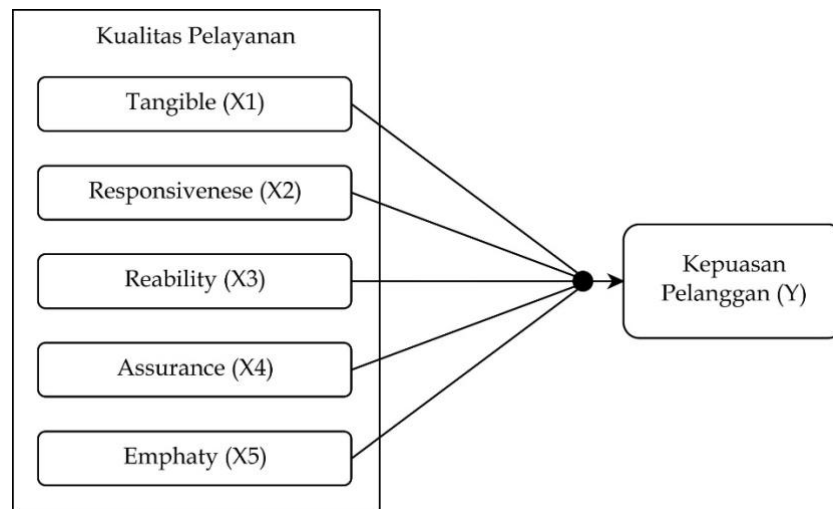 Kualitas Pelayanan
Tangible (X1)
Responsivenese (X2)
Reability (X3)
Assurance (X4)
Emphaty (X5)
Kepuasan
Pelanggan (Y)